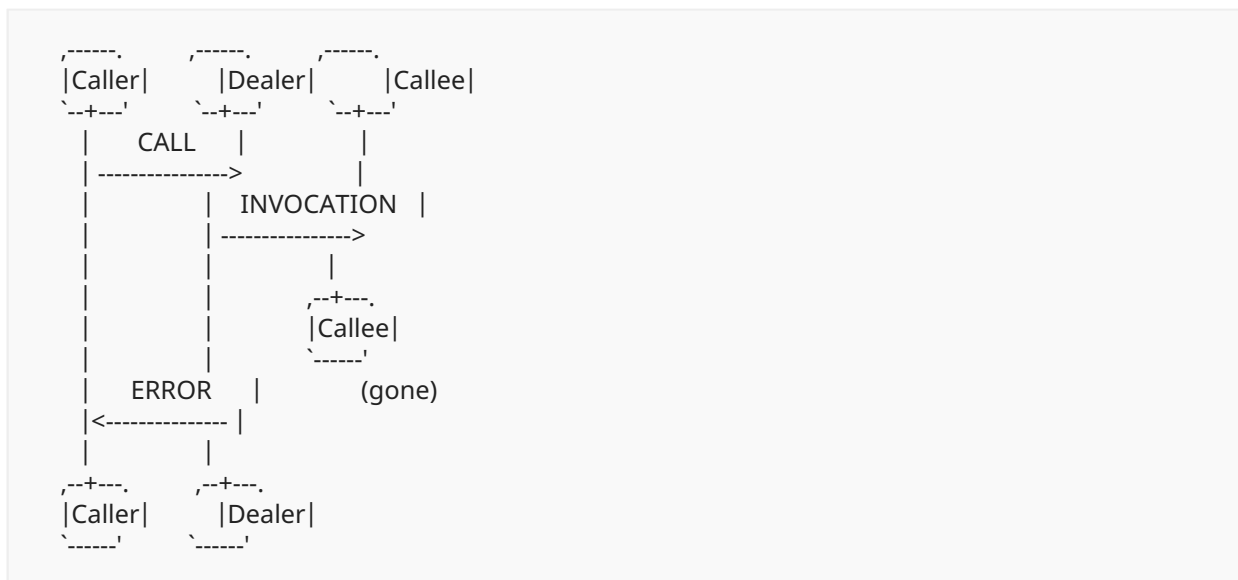 ,------.          ,------.          ,------.
|Caller|          |Dealer|          |Callee|
`--+---'          `--+---'          `--+---'
   |       CALL      |                 |
   | ---------------->                 |
   |                 |    INVOCATION   |
   |                 | ---------------->
   |                 |                 |
   |                 |              ,--+---.
   |                 |              |Callee|
   |                 |              `------'
   |      ERROR      |               (gone)
   |<--------------- |
   |                 |
,--+---.          ,--+---.
|Caller|          |Dealer|
`------'          `------'